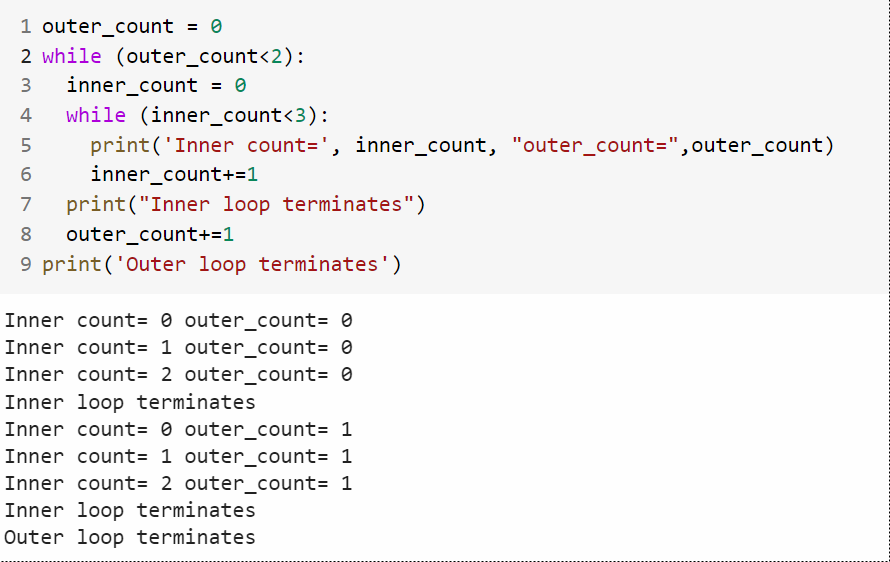 1 outer_count = 0
2 while (outer_count<2):
3   inner_count = 0
4   while (inner_count<3):
5     print('Inner count=', inner_count, "outer_count=",outer_count)
6     inner_count+=1
7   print("Inner loop terminates")
8   outer_count+=1
9 print('Outer loop terminates')
Inner count= 0 outer_count= 0
Inner count= 1 outer_count= 0
Inner count= 2 outer_count= 0
Inner loop terminates
Inner count= 0 outer_count= 1
Inner count= 1 outer_count= 1
Inner count= 2 outer_count= 1
Inner loop terminates
Outer loop terminates